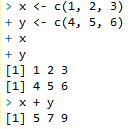 > x <- c(1, 2, 3)
+ y <- c(4, 5, 6)
+ x
+ y
[1] 1 2 3
[1] 4 5 6
> x + y
[1] 5 7 9